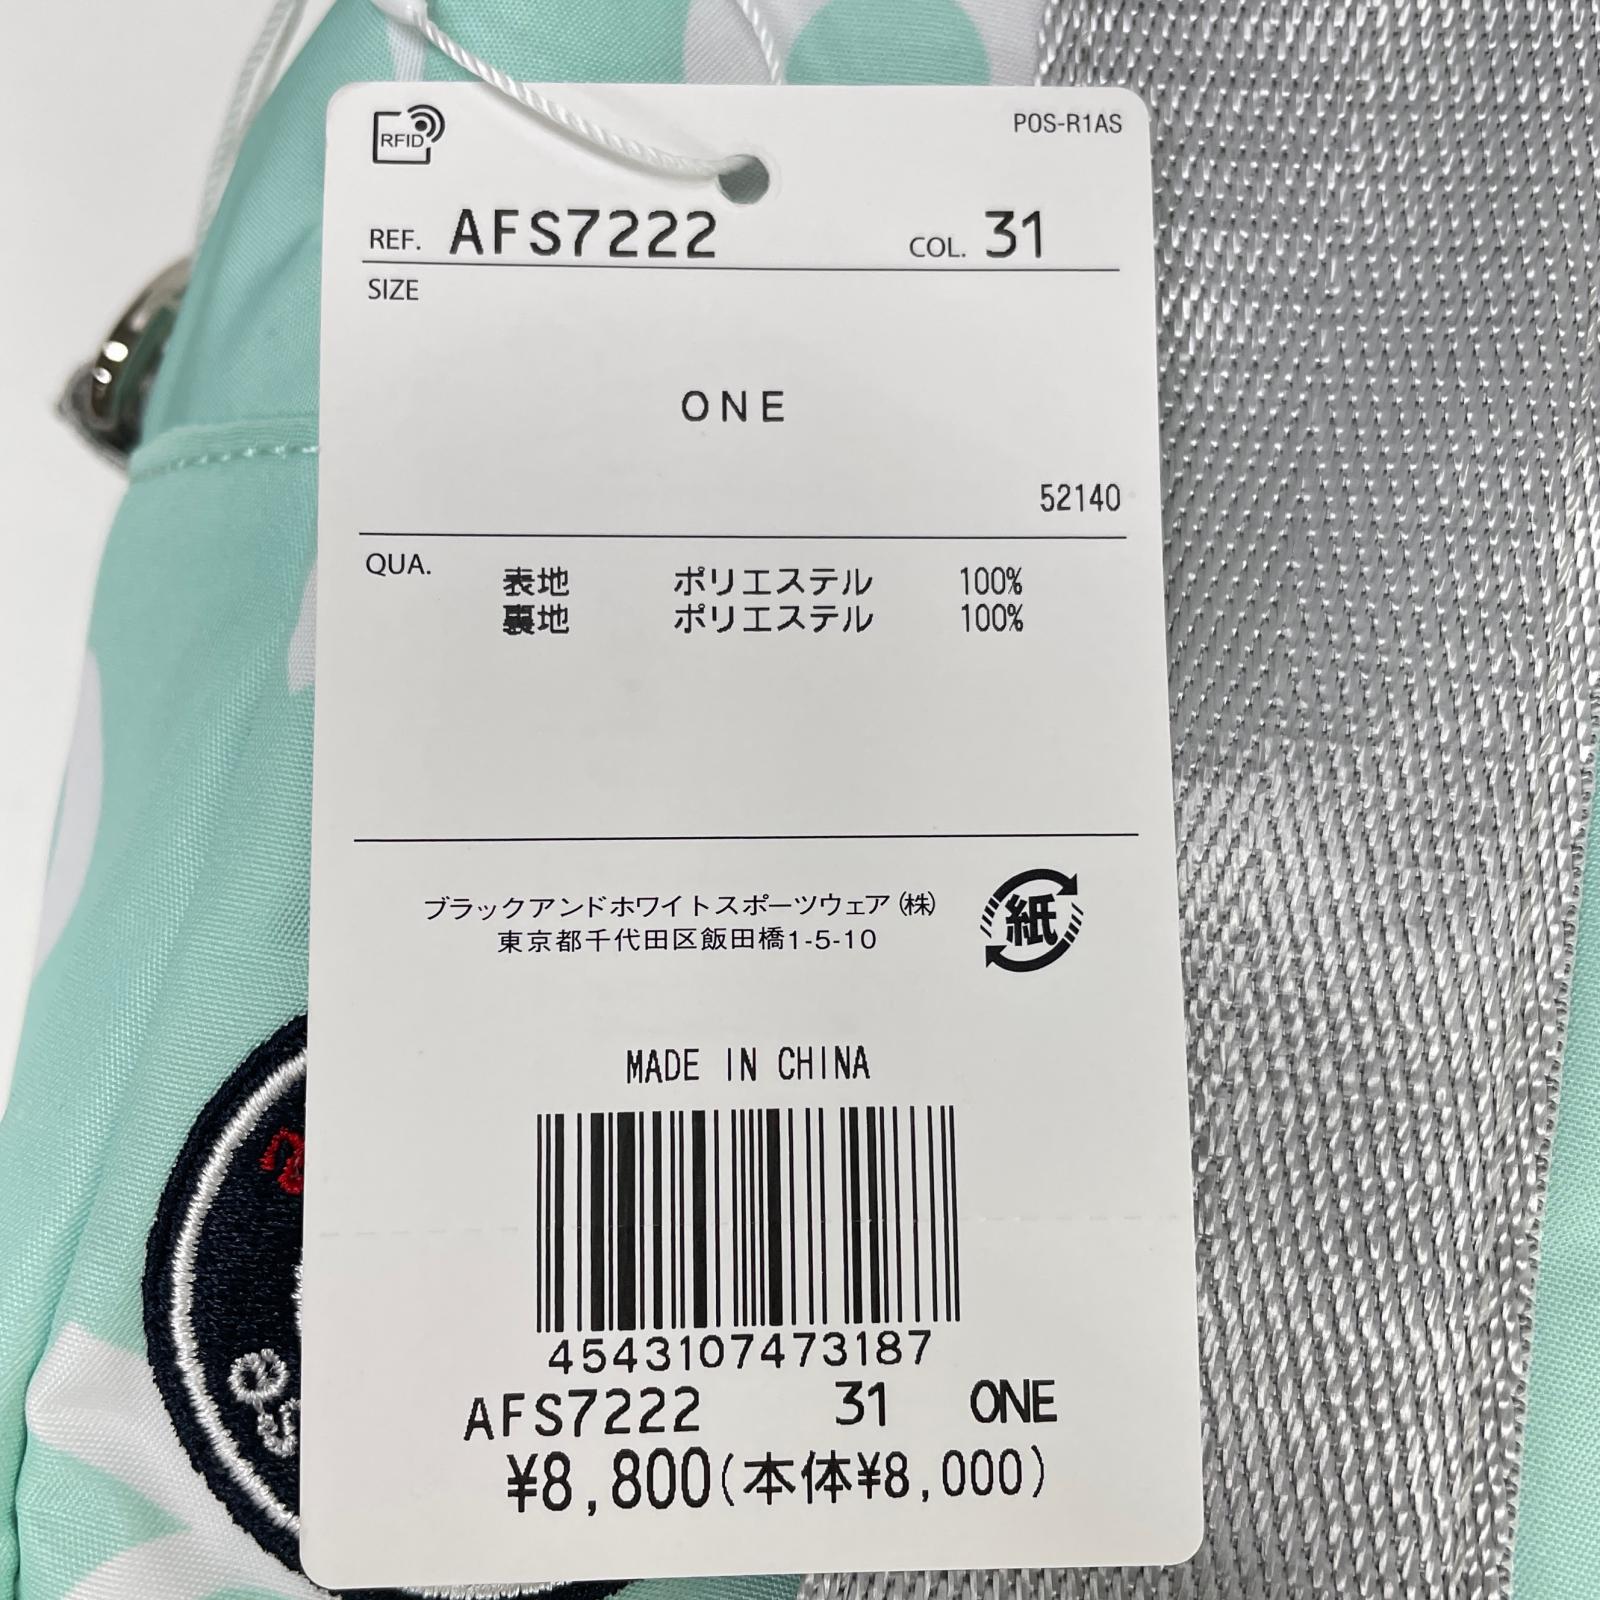 RFID
POS-R1AS
REF. AFS7222 COL. 31
SIZE
ONE
52140
QUA. 表地 ポリエステル 100%
裏地 ポリエステル 100%
ブラックアンドホワイトスポーツウェア(株)
東京都千代田区飯田橋1-5-10
紙
MADE IN CHINA
4543107473187
AFS7222 31 ONE
¥8,800(本体¥8,000)